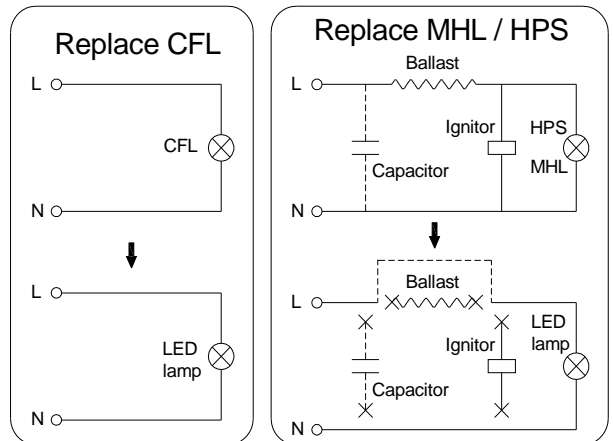 Replace CFL
L
CFL
N
L
LED
lamp
N
Replace MHL / HPS
Ballast
L
Ignitor
HPS
MHL
Capacitor
N
Ballast
L
LED
lamp
Ignitor
Capacitor
N